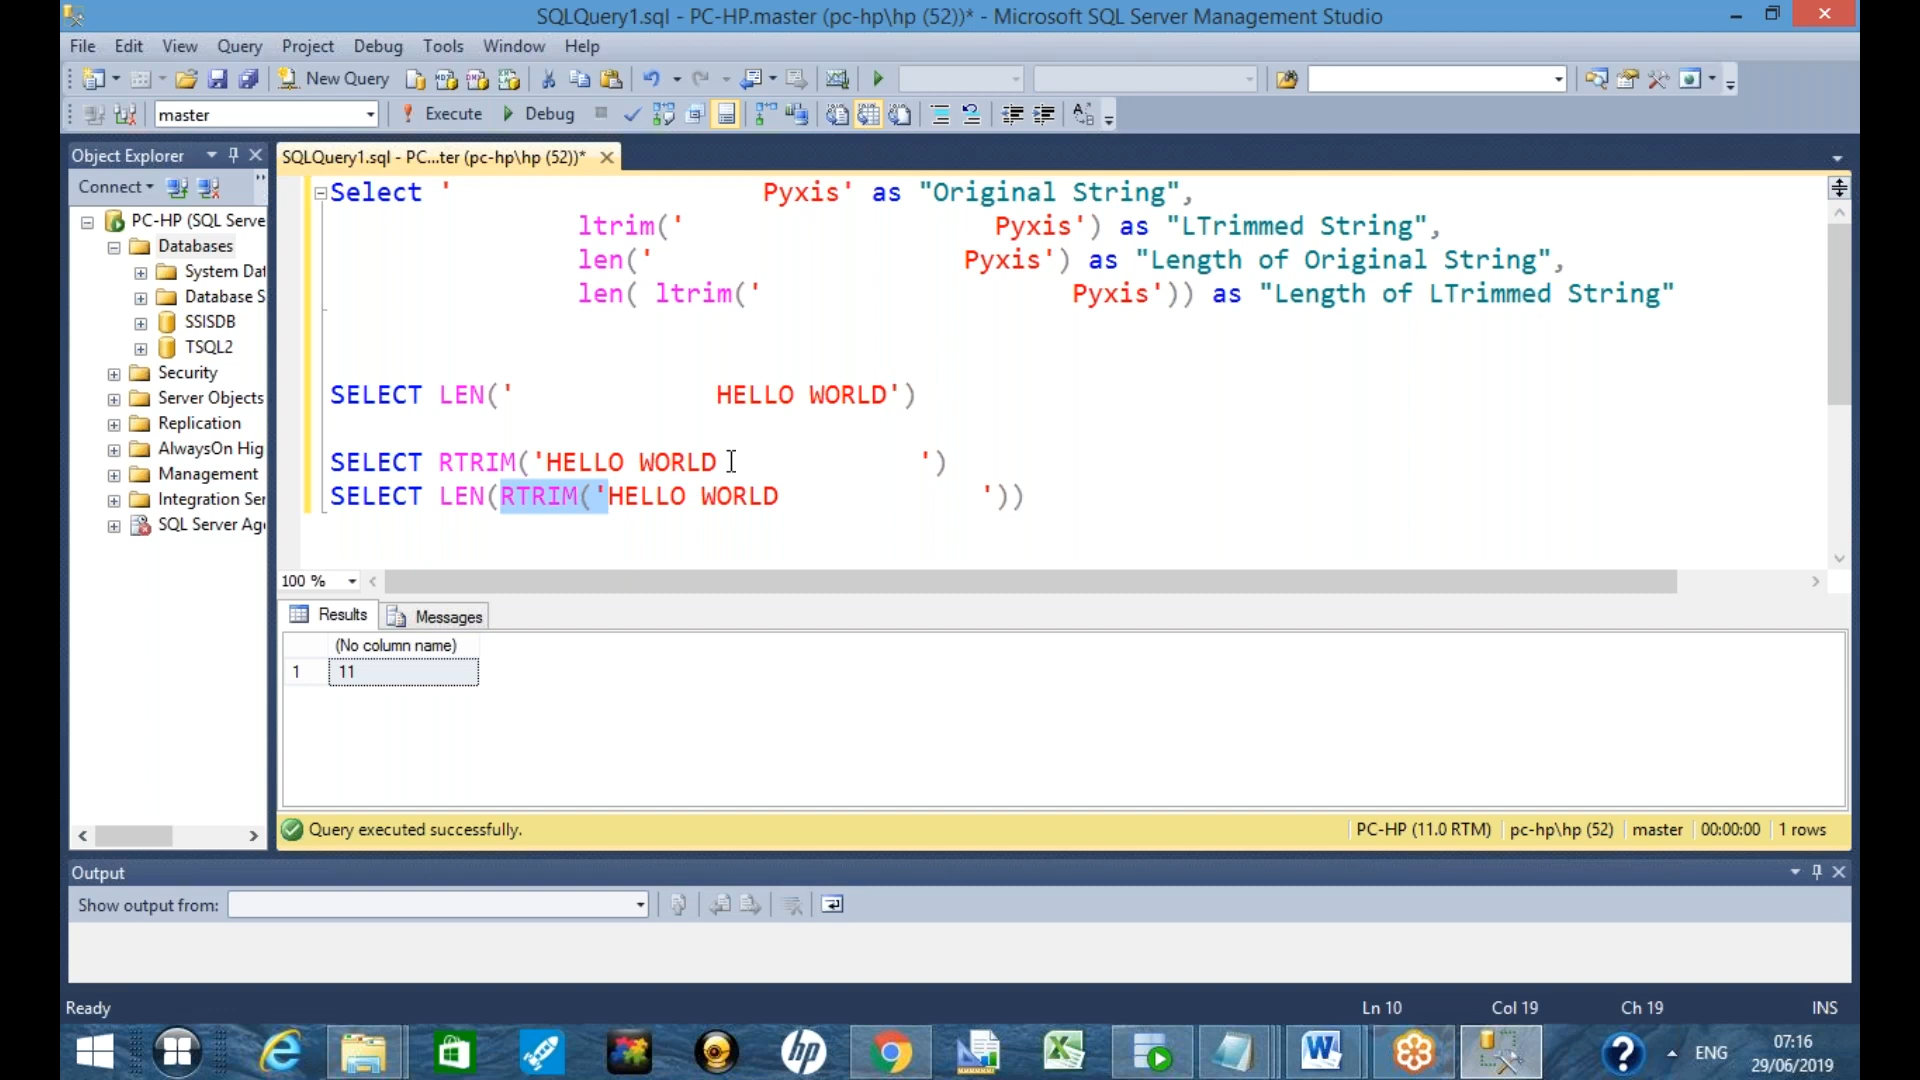 SQLQuery1.sql - PC-HP.master (pc-hp\hp (52))* - Microsoft SQL Server Management Studio
File Edit View Query Project Debug Tools Window Help
New Query
master Execute Debug
Object Explorer
SQLQuery1.sql - PC...ter (pc-hp\hp (52))*
Connect
PC-HP (SQL Serve
Databases
System Dat
Database S
SSISDB
TSQL2
Security
Server Objects
Replication
AlwaysOn Hig
Management
Integration Ser
SQL Server Age
Select '                    Pyxis' as "Original String",
ltrim('                    Pyxis') as "LTrimmed String",
len('                    Pyxis') as "Length of Original String",
len( ltrim('                    Pyxis')) as "Length of LTrimmed String"
SELECT LEN('             HELLO WORLD')
SELECT RTRIM('HELLO WORLD             ')
SELECT LEN(RTRIM('HELLO WORLD             '))
100 %
Results Messages
(No column name)
1 11
Query executed successfully. PC-HP (11.0 RTM) pc-hp\hp (52) master 00:00:00 1 rows
Output
Show output from:
Ready Ln 10 Col 19 Ch 19 INS
hp
ENG
07:16
29/06/2019